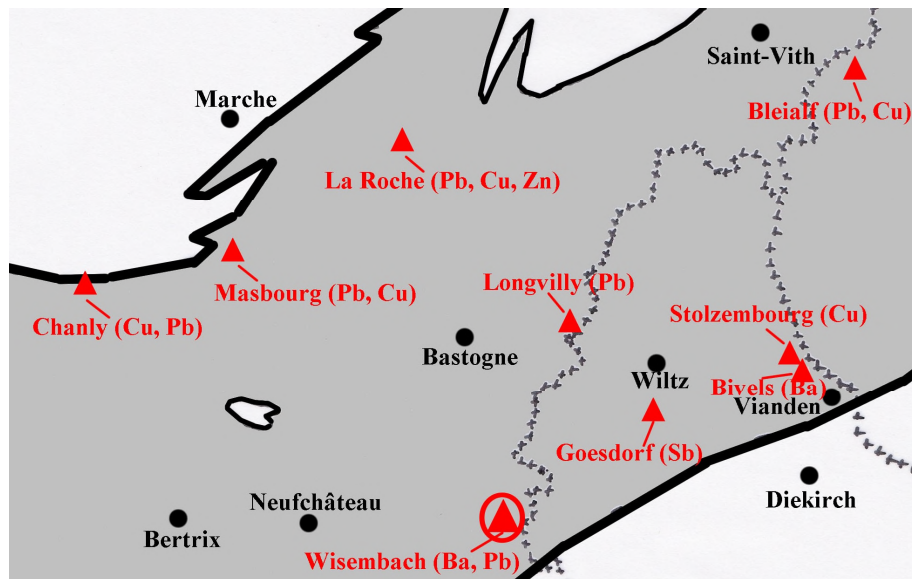 Saint-Vith
Bleialf (Pb, Cu)
Marche
La Roche (Pb, Cu, Zn)
Masbourg (Pb, Cu)
Longvilly (Pb)
Chanly (Cu, Pb)
Stolzembourg (Cu)
Bastogne
Wiltz
Bivels (Ba)
Vianden
Goesdorf (Sb)
Neufchâteau
Diekirch
Bertrix
Wisembach (Ba, Pb)